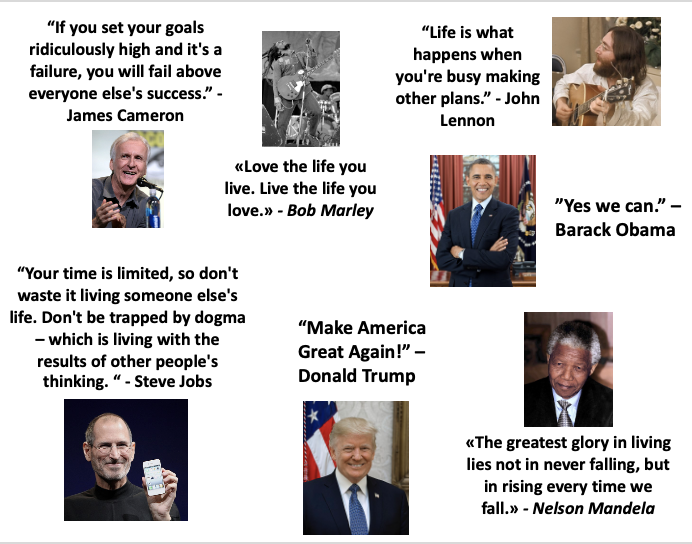 “If you set your goals
ridiculously high and it's a
failure, you will fail above
everyone else's success.” -
James Cameron
«Love the life you
live. Live the life you
love.» - Bob Marley
“Life is what
happens when
you're busy making
other plans.” - John
Lennon
”Yes we can.” –
Barack Obama
“Your time is limited, so don't
waste it living someone else's
life. Don't be trapped by dogma
– which is living with the
results of other people's
thinking. “ - Steve Jobs
“Make America
Great Again!” –
Donald Trump
«The greatest glory in living
lies not in never falling, but
in rising every time we
fall.» - Nelson Mandela